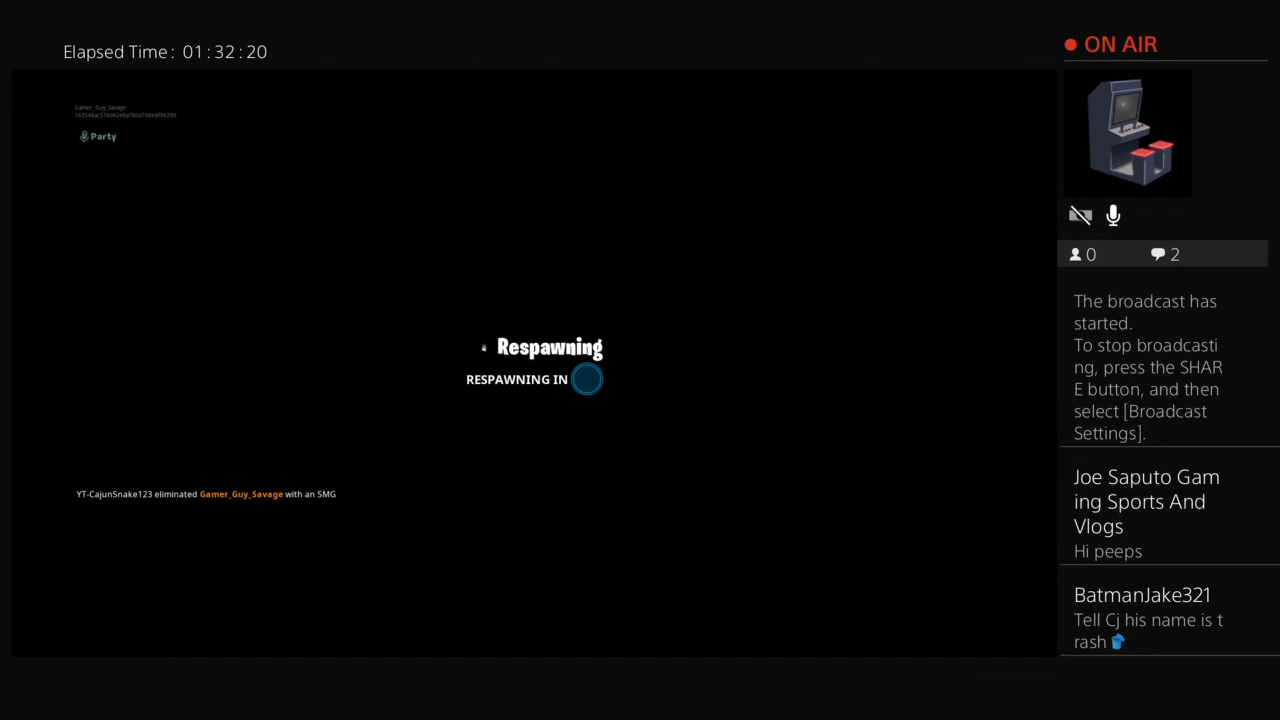 Elapsed Time: 01:32:20
ON AIR
Gamer_Guy_Savage
Party
0
2
The broadcast has
started.
To stop broadcasti
ng, press the SHAR
E button, and then
select [Broadcast
Settings].
Respawning
RESPAWNING IN
YT-CajunSnake123 eliminated Gamer_Guy_Savage with an SMG
Joe Saputo Gam
ing Sports And
Vlogs
Hi peeps
BatmanJake321
Tell Cj his name is t
rash